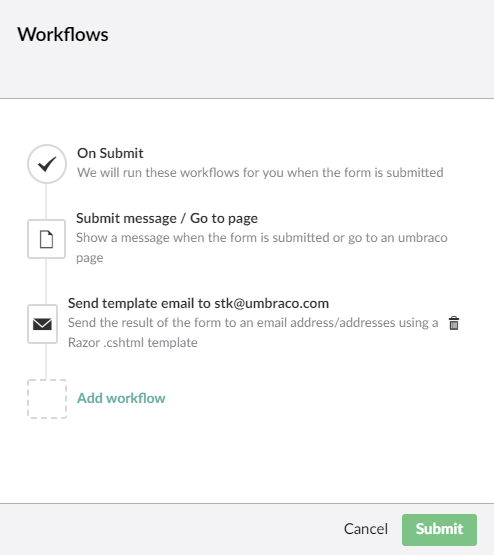 Workflows
On Submit
We will run these workflows for you when the form is submitted
Submit message / Go to page
Show a message when the form is submitted or go to an umbraco
page
Send template email to stk@umbraco.com
Send the result of the form to an email address/addresses using a
Razor .cshtml template
Add workflow
Cancel Submit